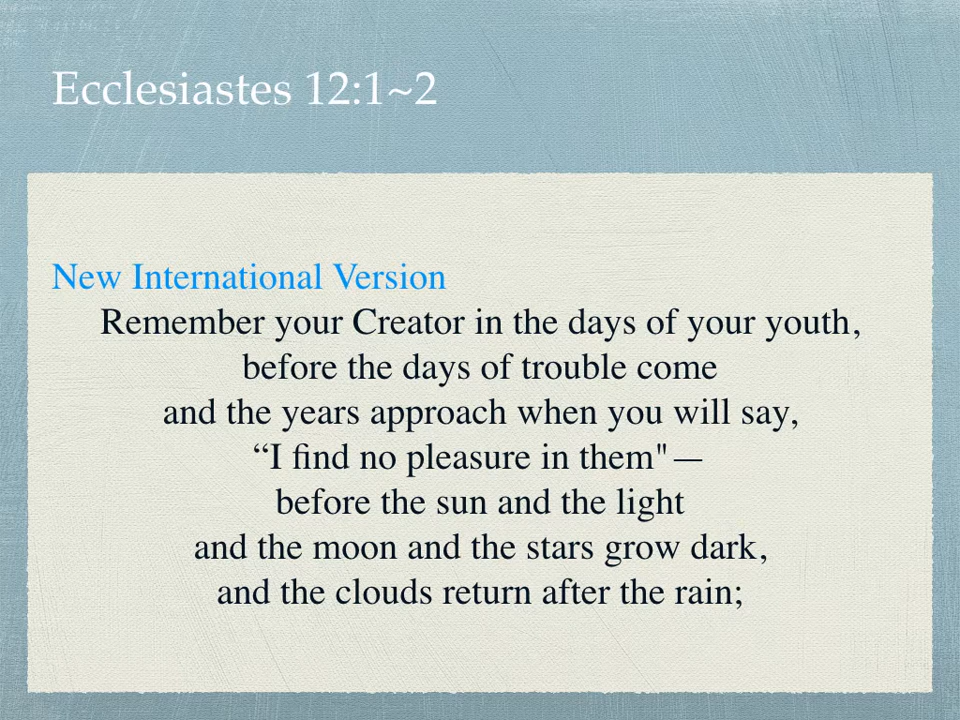 Ecclesiastes 12:1~2
New International Version
Remember your Creator in the days of your youth,
before the days of trouble come
and the years approach when you will say,
“I find no pleasure in them"—
before the sun and the light
and the moon and the stars grow dark,
and the clouds return after the rain;